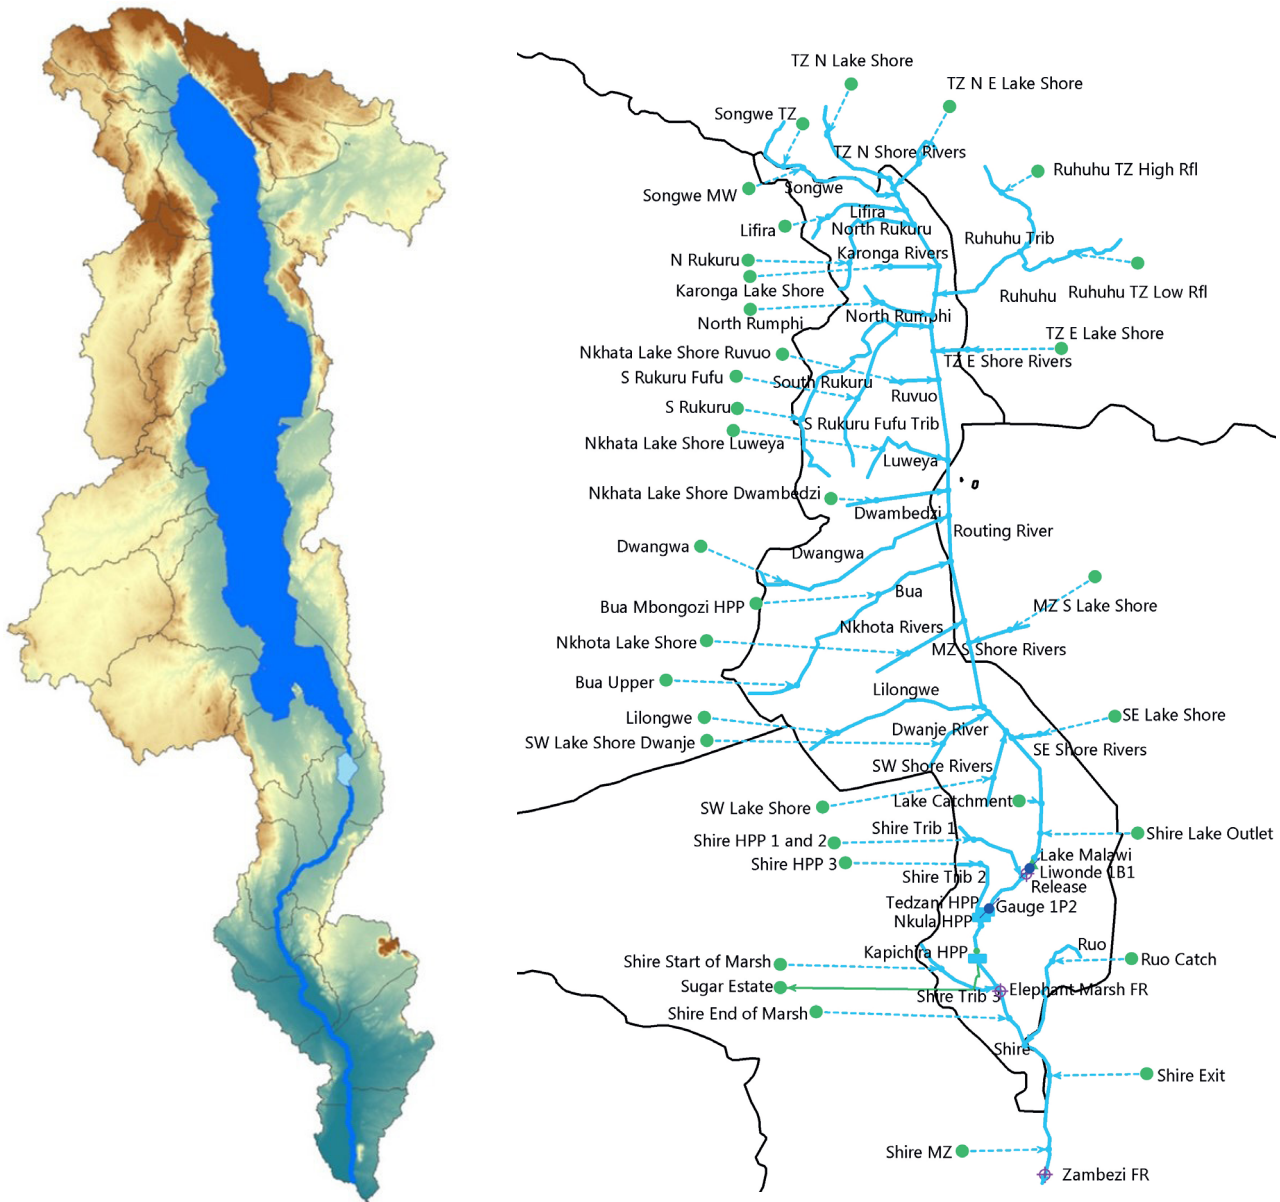 TZ N Lake Shore
TZ N E Lake Shore
Songwe TZ
TZ N Shore Rivers
Ruhuhu TZ High Rfl
Songwe MW
Songwe
Lifira
Lifira
North Rukuru
Ruhuhu Trib
N Rukuru
Karonga Rivers
Karonga Lake Shore
Ruhuhu
Ruhuhu TZ Low Rfl
North Rumphi
North Rumphi
TZ E Lake Shore
Nkhata Lake Shore Ruvuo
TZ E Shore Rivers
S Rukuru Fufu
South Rukuru
Ruvuo
S Rukuru
S Rukuru Fufu Trib
Nkhata Lake Shore Luweya
Luweya
Nkhata Lake Shore Dwambedzi
Dwambedzi
Routing River
Dwangwa
Dwangwa
Bua
Bua Mbongozi HPP
MZ S Lake Shore
Nkhota Rivers
Nkhota Lake Shore
MZ S Shore Rivers
Bua Upper
Lilongwe
Lilongwe
SE Lake Shore
Dwanje River
SW Lake Shore Dwanje
SE Shore Rivers
SW Shore Rivers
SW Lake Shore
Lake Catchment
Shire Trib 1
Shire Lake Outlet
Shire HPP 1 and 2
Lake Malawi
Shire HPP 3
Liwonde 1B1
Shire Trib 2
Release
Tedzani HPP
Gauge 1P2
Nkula HPP
Ruo
Kapichira HPP
Ruo Catch
Shire Start of Marsh
Sugar Estate
Shire Trib 3
Elephant Marsh FR
Shire End of Marsh
Shire
Shire Exit
Shire MZ
Zambezi FR